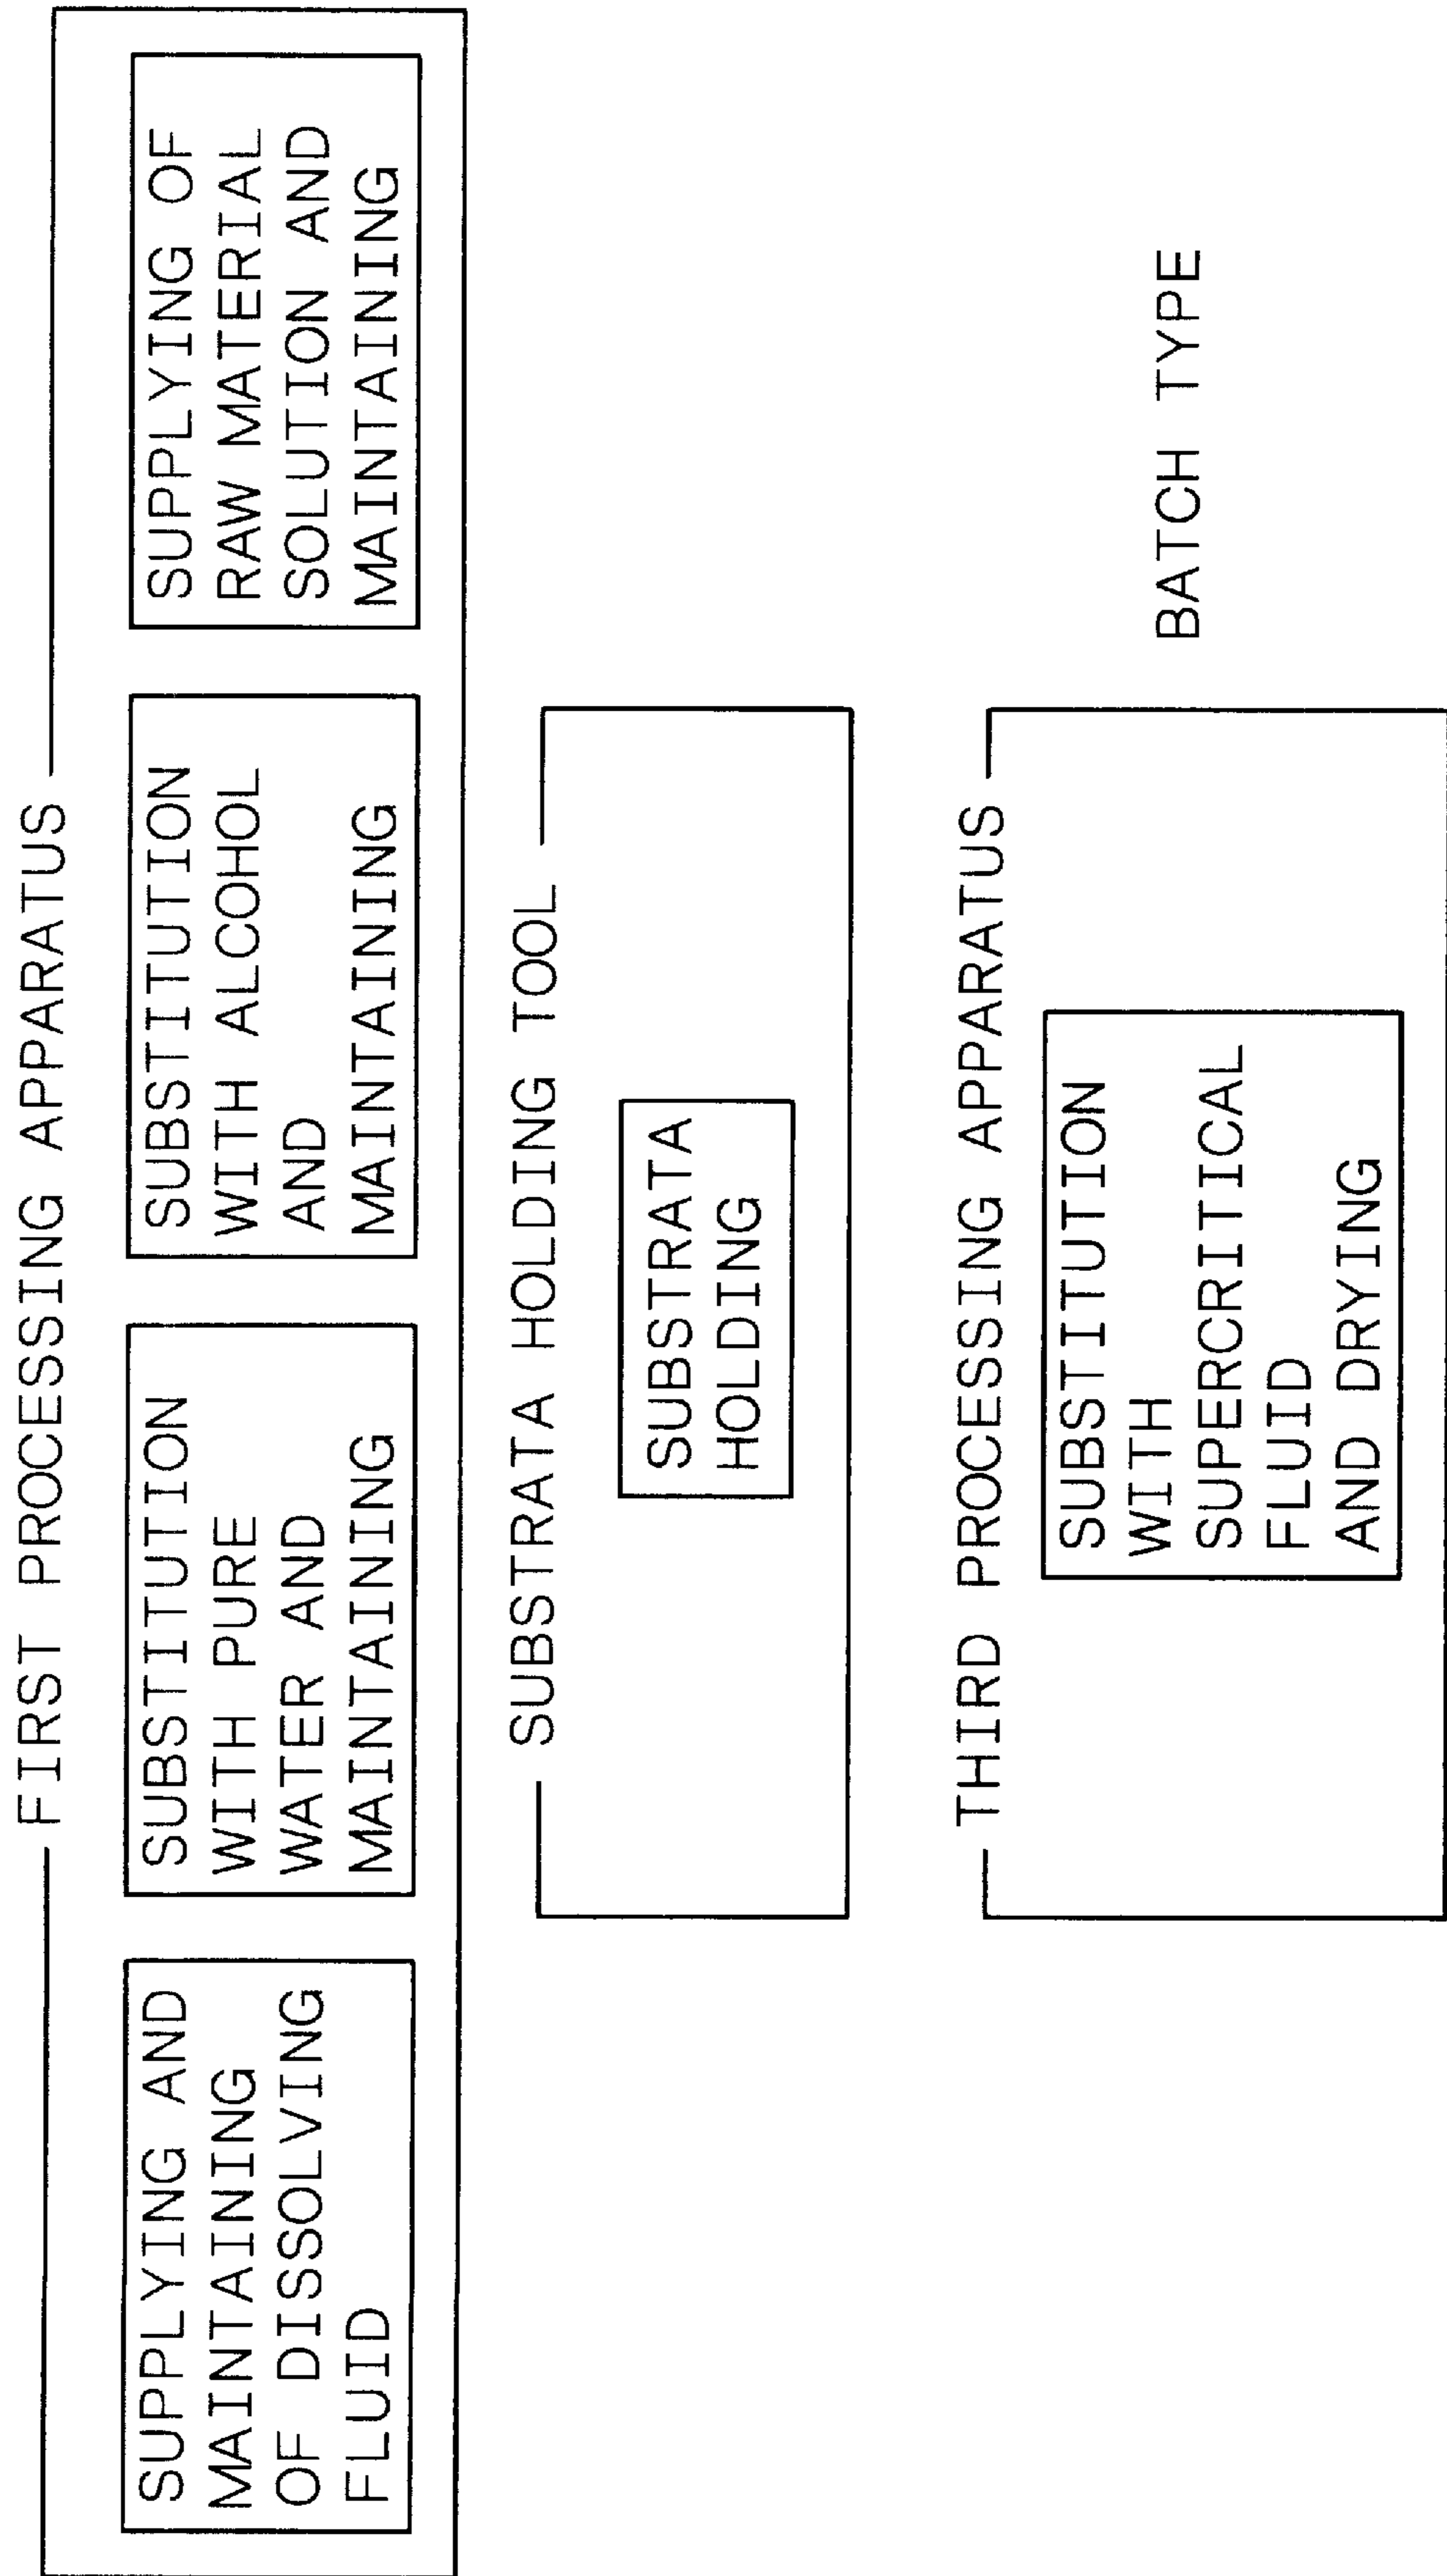 FIRST PROCESSING APPARATUS
SUPPLYING AND
MAINTAINING
OF DISSOLVING
FLUID
SUBSTITUTION
WITH PURE
WATER AND
MAINTAINING
SUBSTITUTION
WITH ALCOHOL
AND
MAINTAINING
SUPPLYING OF
RAW MATERIAL
SOLUTION AND
MAINTAINING
SUBSTRATA HOLDING TOOL
SUBSTRATA
HOLDING
THIRD PROCESSING APPARATUS
SUBSTITUTION
WITH
SUPERCRITICAL
FLUID
AND DRYING
BATCH TYPE